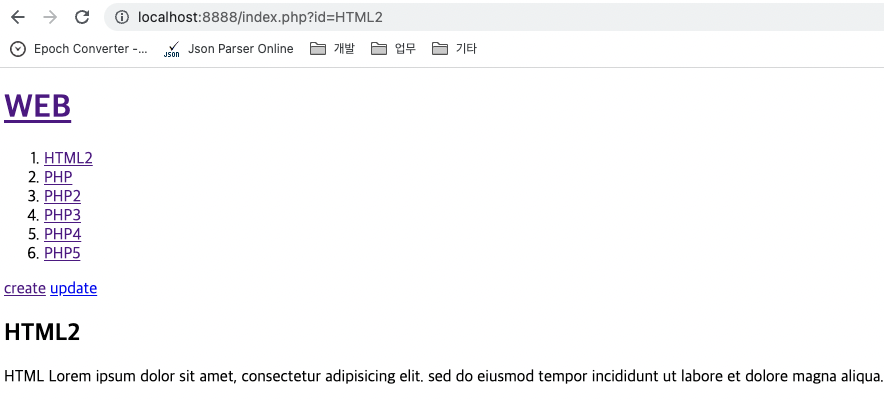 localhost:8888/index.php?id=HTML2
Epoch Converter -... JSON Json Parser Online 개발 업무 기타
WEB
1. HTML2
2. PHP
3. PHP2
4. PHP3
5. PHP4
6. PHP5
create update
HTML2
HTML Lorem ipsum dolor sit amet, consectetur adipisicing elit. sed do eiusmod tempor incididunt ut labore et dolore magna aliqua.